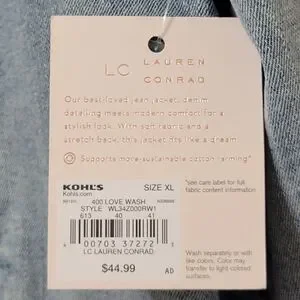 LC LAUREN
CONRAD
Our best-loved jean jacket, denim
detailing meets modern comfort for a
stylish look. With soft fabric and a
stretch back, this jacket fits like a dream.
Supports more sustainable cotton farming*
KOHL'S SIZE XL
Kohls.com
400 LOVE WASH
STYLE WL34Z000RW1
613 40 41
4 00703 37272
LC LAUREN CONRAD
$44.99 AD
*see care label for full
fabric content information
Wash separately or with
like colors. Color may
transfer to light-colored
surfaces.